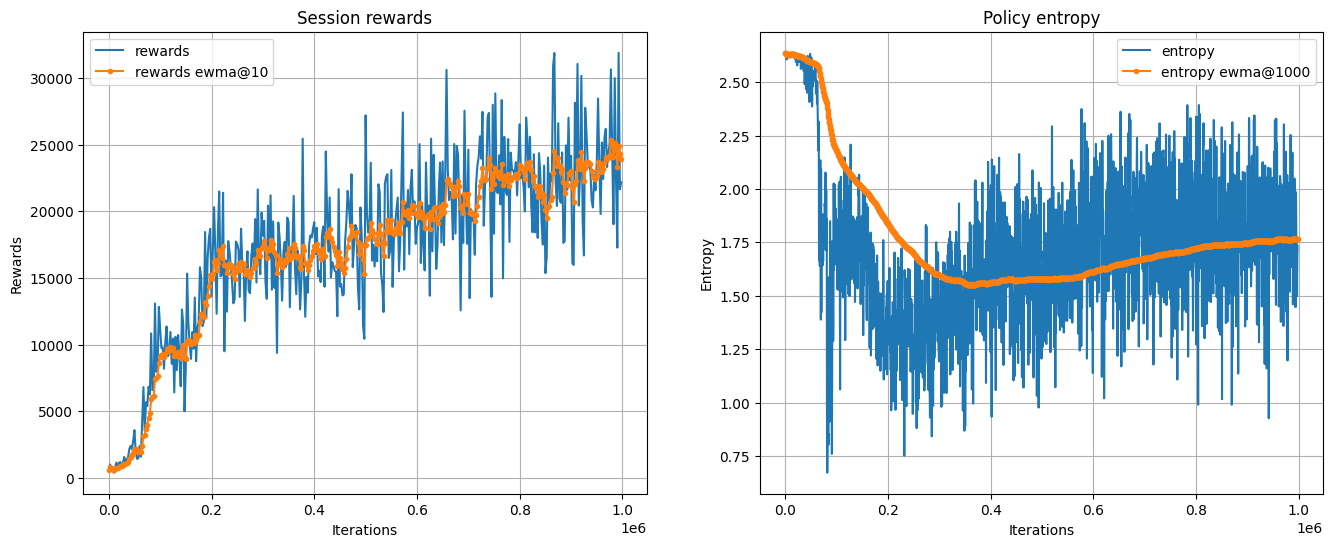 Session rewards
rewards
rewards ewma@10
30000
25000
20000
15000
10000
5000
0
Rewards
0.0 0.2 0.4 0.6 0.8 1.0
1e6
Iterations
Policy entropy
entropy
entropy ewma@1000
2.50
2.25
2.00
1.75
1.50
1.25
1.00
0.75
Entropy
0.0 0.2 0.4 0.6 0.8 1.0
1e6
Iterations